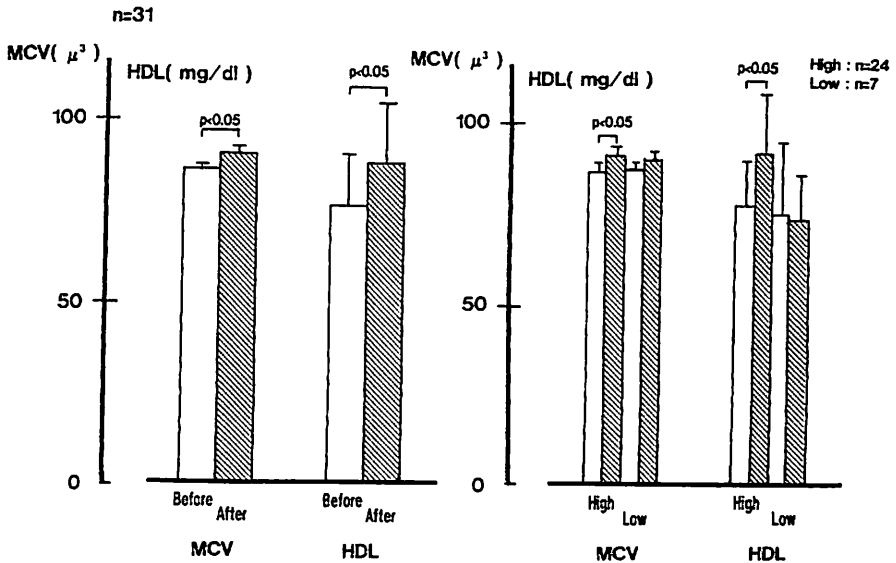 n=31
MCV( μ³ )
HDL( mg/dl )
p<0.05
p<0.05
100
50
0
Before
After
Before
After
MCV
HDL
MCV( μ³ )
HDL( mg/dl )
p<0.05
p<0.05
High : n=24
Low : n=7
100
50
0
High
Low
High
Low
MCV
HDL